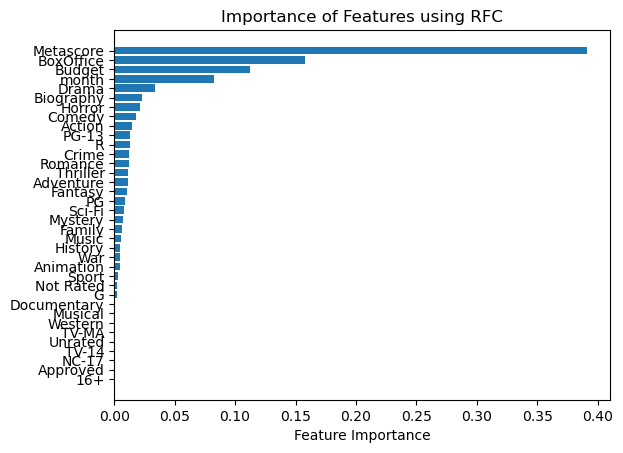 Importance of Features using RFC
Metascore
BoxOffice
Budget
month
Drama
Biography
Horror
Comedy
Action
PG-13
R
Crime
Romance
Thriller
Adventure
Fantasy
PG
Sci-Fi
Mystery
Family
Music
History
War
Animation
Sport
Not Rated
G
Documentary
Musical
Western
TV-MA
Unrated
TV-14
NC-17
Approved
16+
0.00 0.05 0.10 0.15 0.20 0.25 0.30 0.35 0.40
Feature Importance